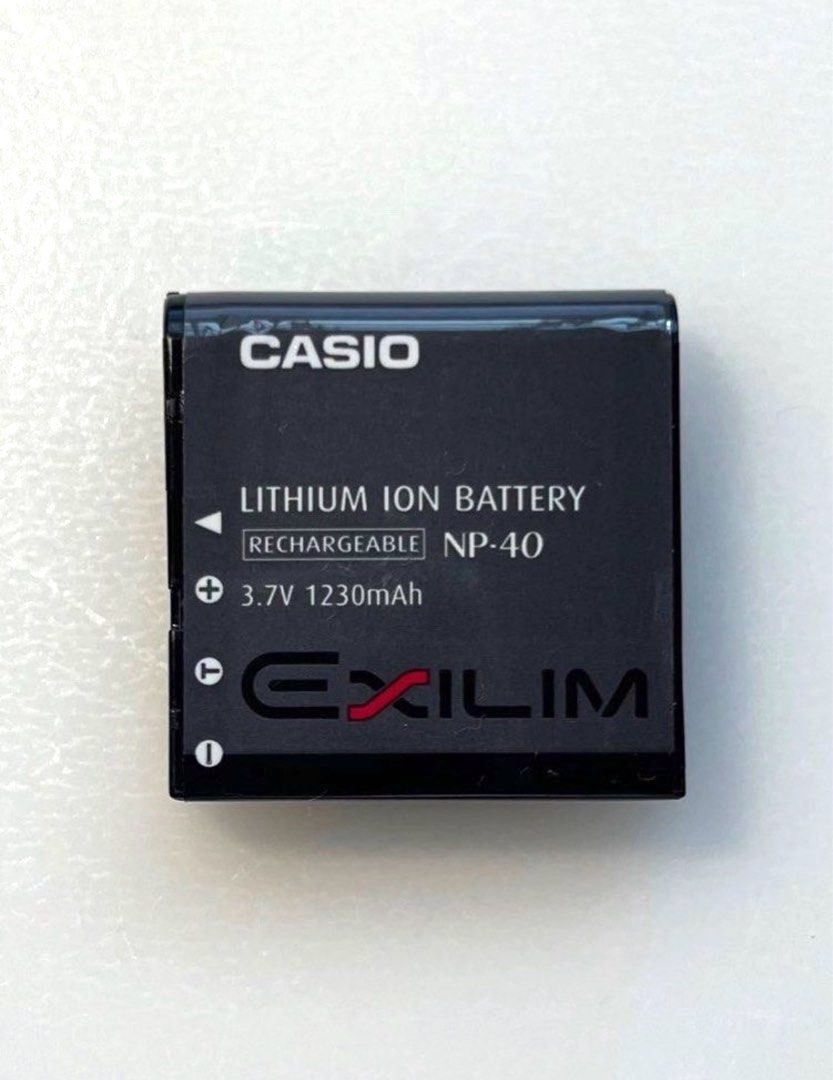 CASIO
LITHIUM ION BATTERY
RECHARGEABLE NP-40
+ 3.7V 1230mAh
T EXILIM
−